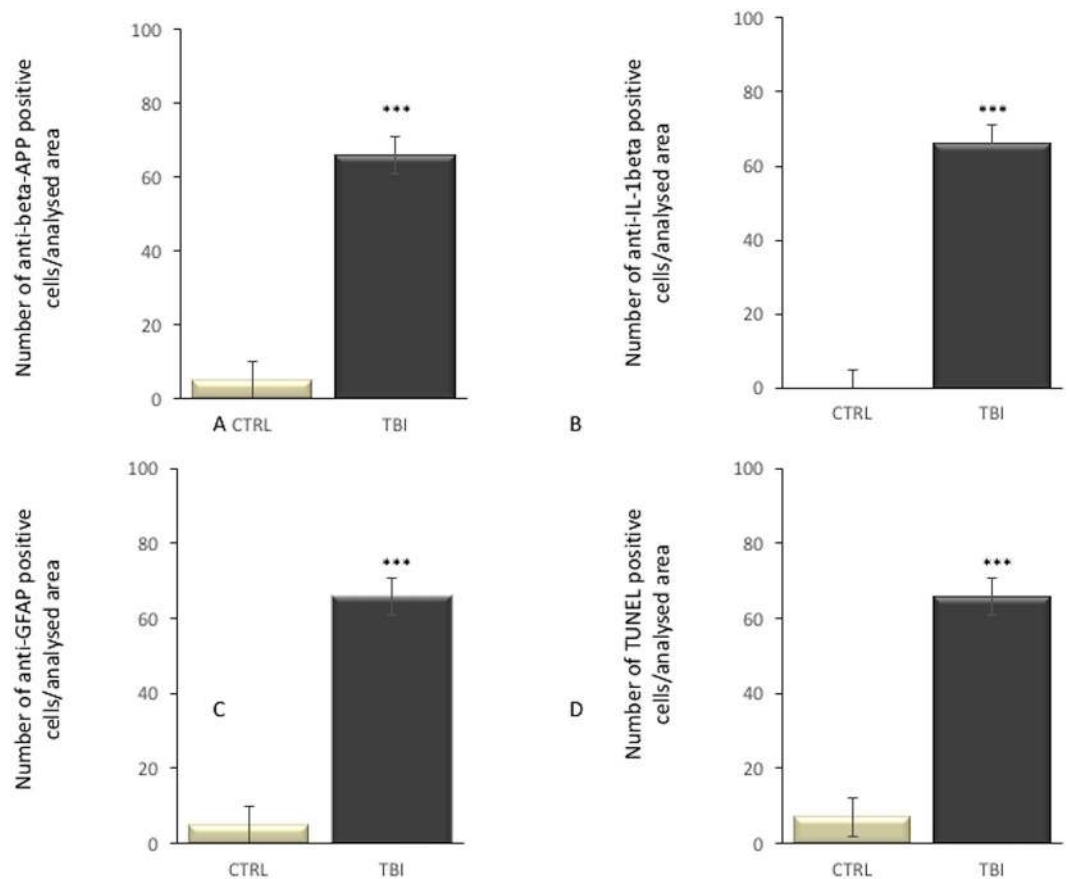 Number of anti-beta-APP positive
cells/analysed area
100
80
60
40
20
0
***
A CTRL
TBI
Number of anti-IL-1beta positive
cells/analysed area
100
80
60
40
20
0
***
B
CTRL
TBI
Number of anti-GFAP positive
cells/analysed area
100
80
60
40
20
0
***
C
CTRL
TBI
Number of TUNEL positive
cells/analysed area
100
80
60
40
20
0
***
D
CTRL
TBI